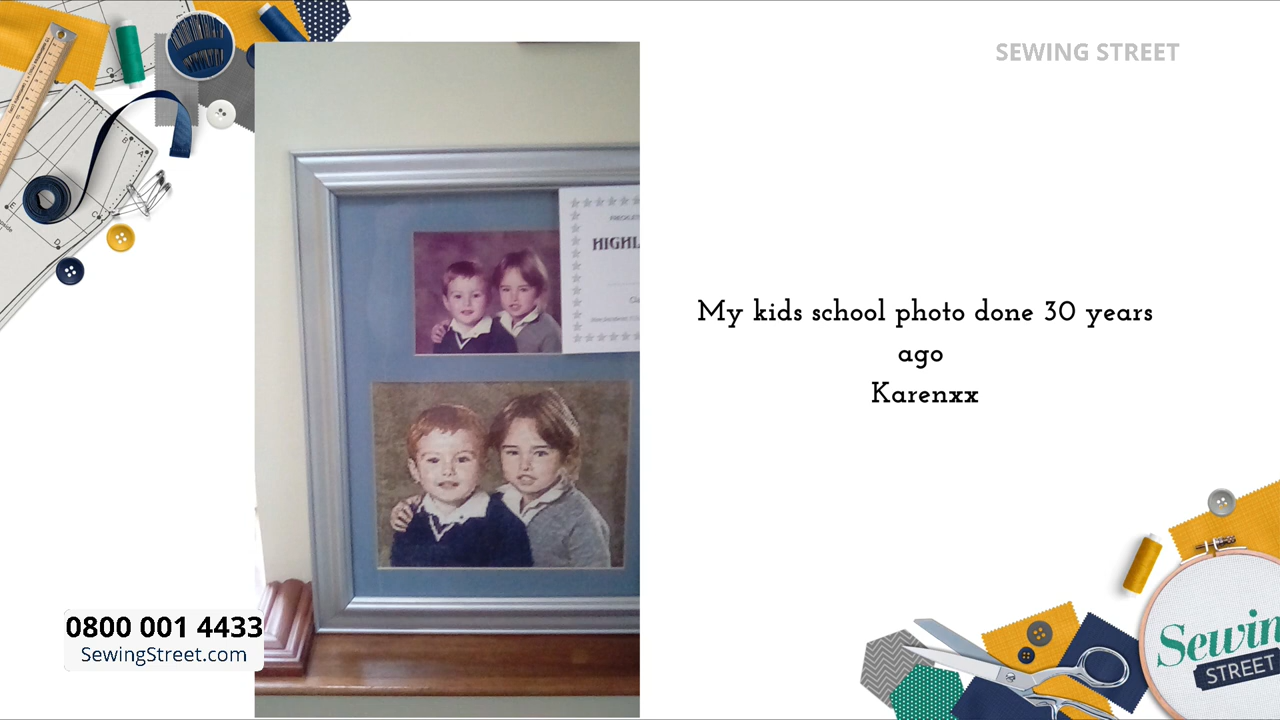 SEWING STREET
HIGHL
My kids school photo done 30 years
ago
Karenxx
0800 001 4433
SewingStreet.com
Sewin
STREET